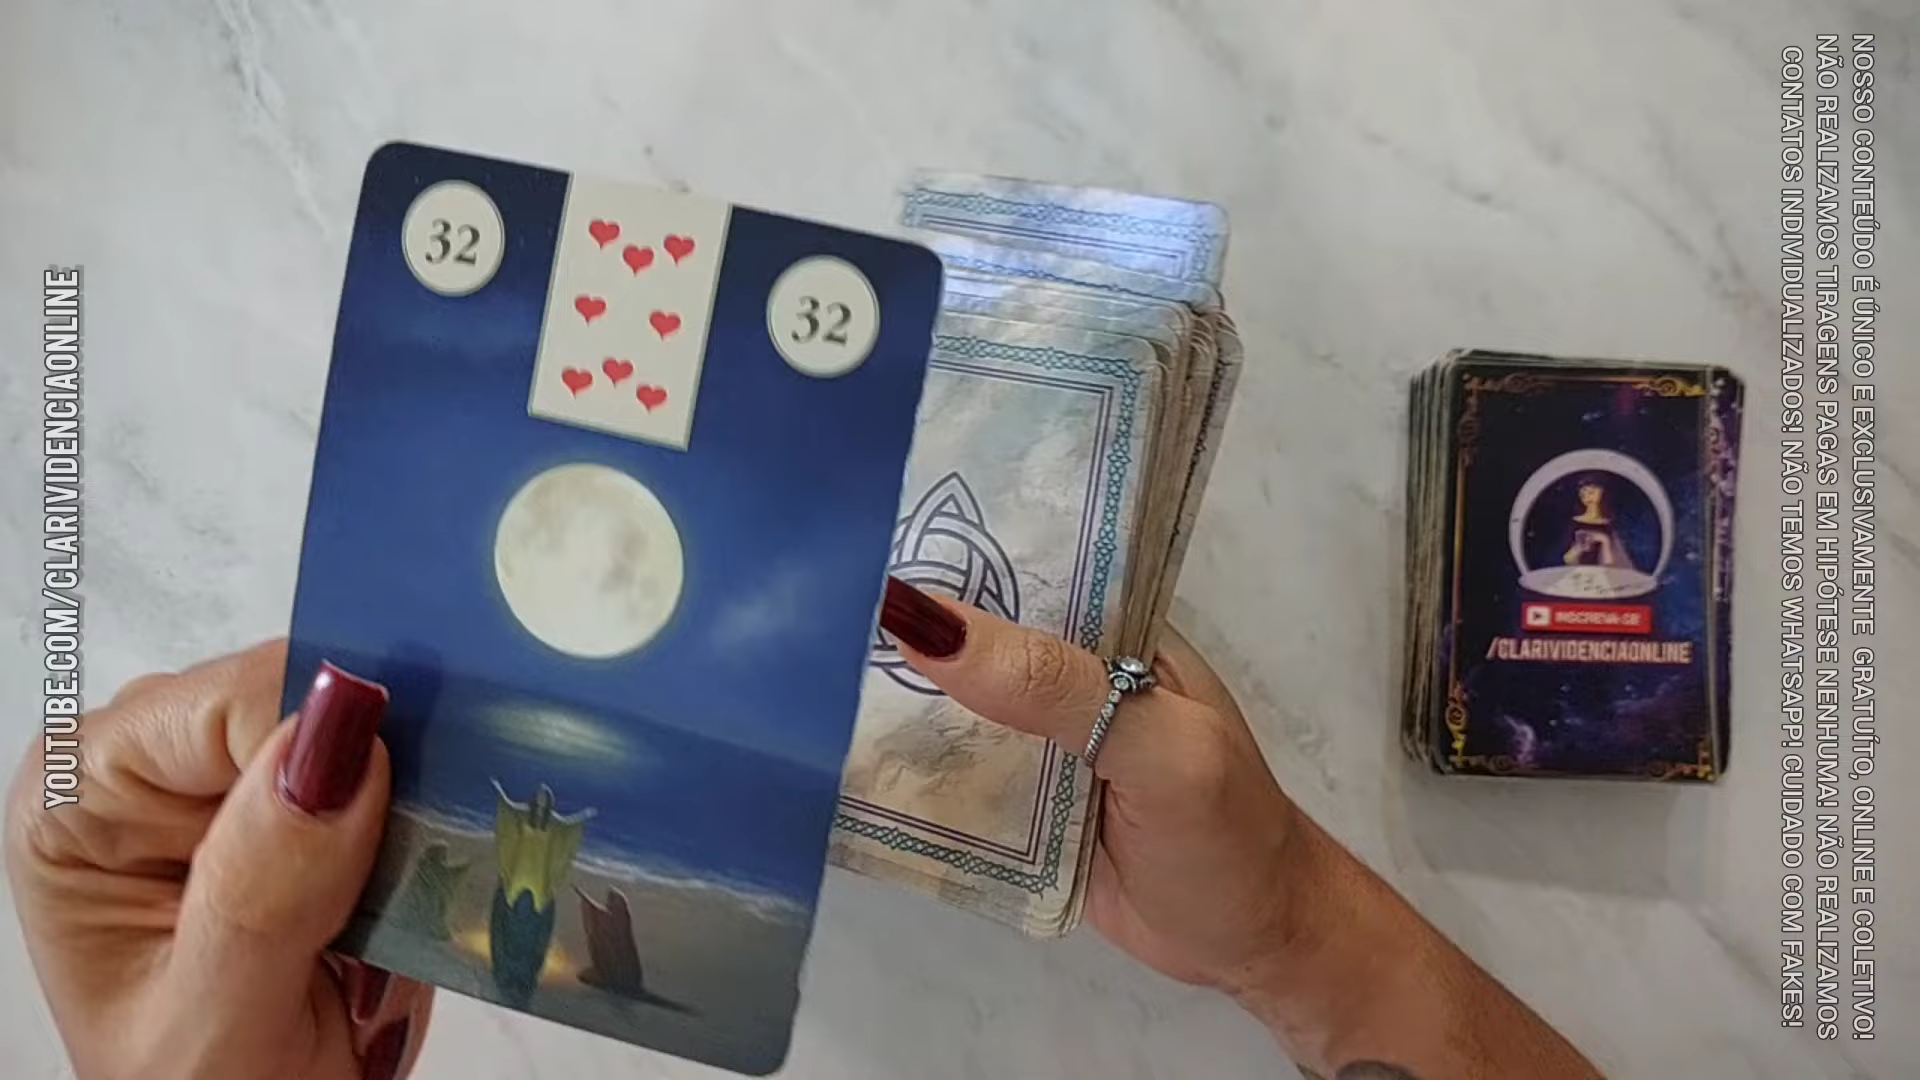 YOUTUBE.COM/CLARIVIDENCIAONLINE
32
32
INSCREVA-SE
/CLARIVIDENCIAONLINE
NOSSO CONTEÚDO É ÚNICO E EXCLUSIVAMENTE GRATUÍTO, ONLINE E COLETIVO!
NÃO REALIZAMOS TIRAGENS PAGAS EM HIPÓTESE NENHUMA! NÃO REALIZAMOS
CONTATOS INDIVIDUALIZADOS! NÃO TEMOS WHATSAPP! CUIDADO COM FAKES!